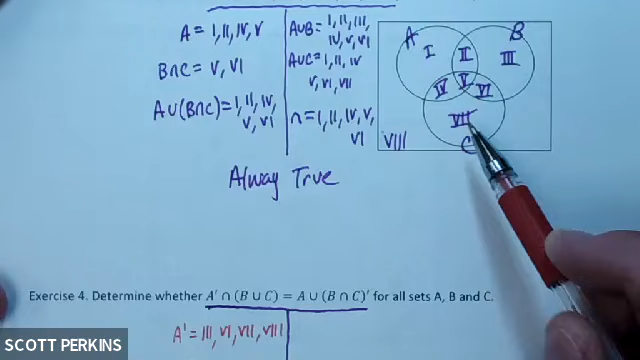 A = I, II, IV, V
B∩C = V, VI
A∪(B∩C) = I, II, IV,
V, VI
A∪B = I, II, III,
IV, V, VI
A∪C = I, II, IV
V, VI, VII
∩ = I, II, IV, V,
VI
A
B
I
II
III
IV
V
VI
VII
VIII
C
Alway True
Exercise 4. Determine whether A′ ∩ (B ∪ C) = A ∪ (B ∩ C)′ for all sets A, B and C.
A' = III, VI, VII, VIII
SCOTT PERKINS